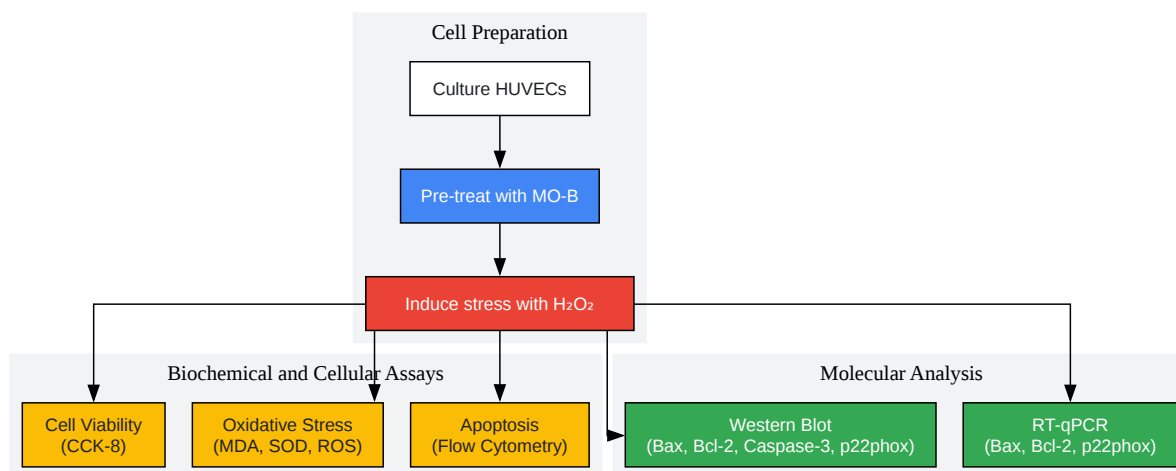 Cell Preparation
Culture HUVECs
Pre-treat with MO-B
Induce stress with H₂O₂
Biochemical and Cellular Assays
Cell Viability
(CCK-8)
Oxidative Stress
(MDA, SOD, ROS)
Apoptosis
(Flow Cytometry)
Molecular Analysis
Western Blot
(Bax, Bcl-2, Caspase-3, p22phox)
RT-qPCR
(Bax, Bcl-2, p22phox)